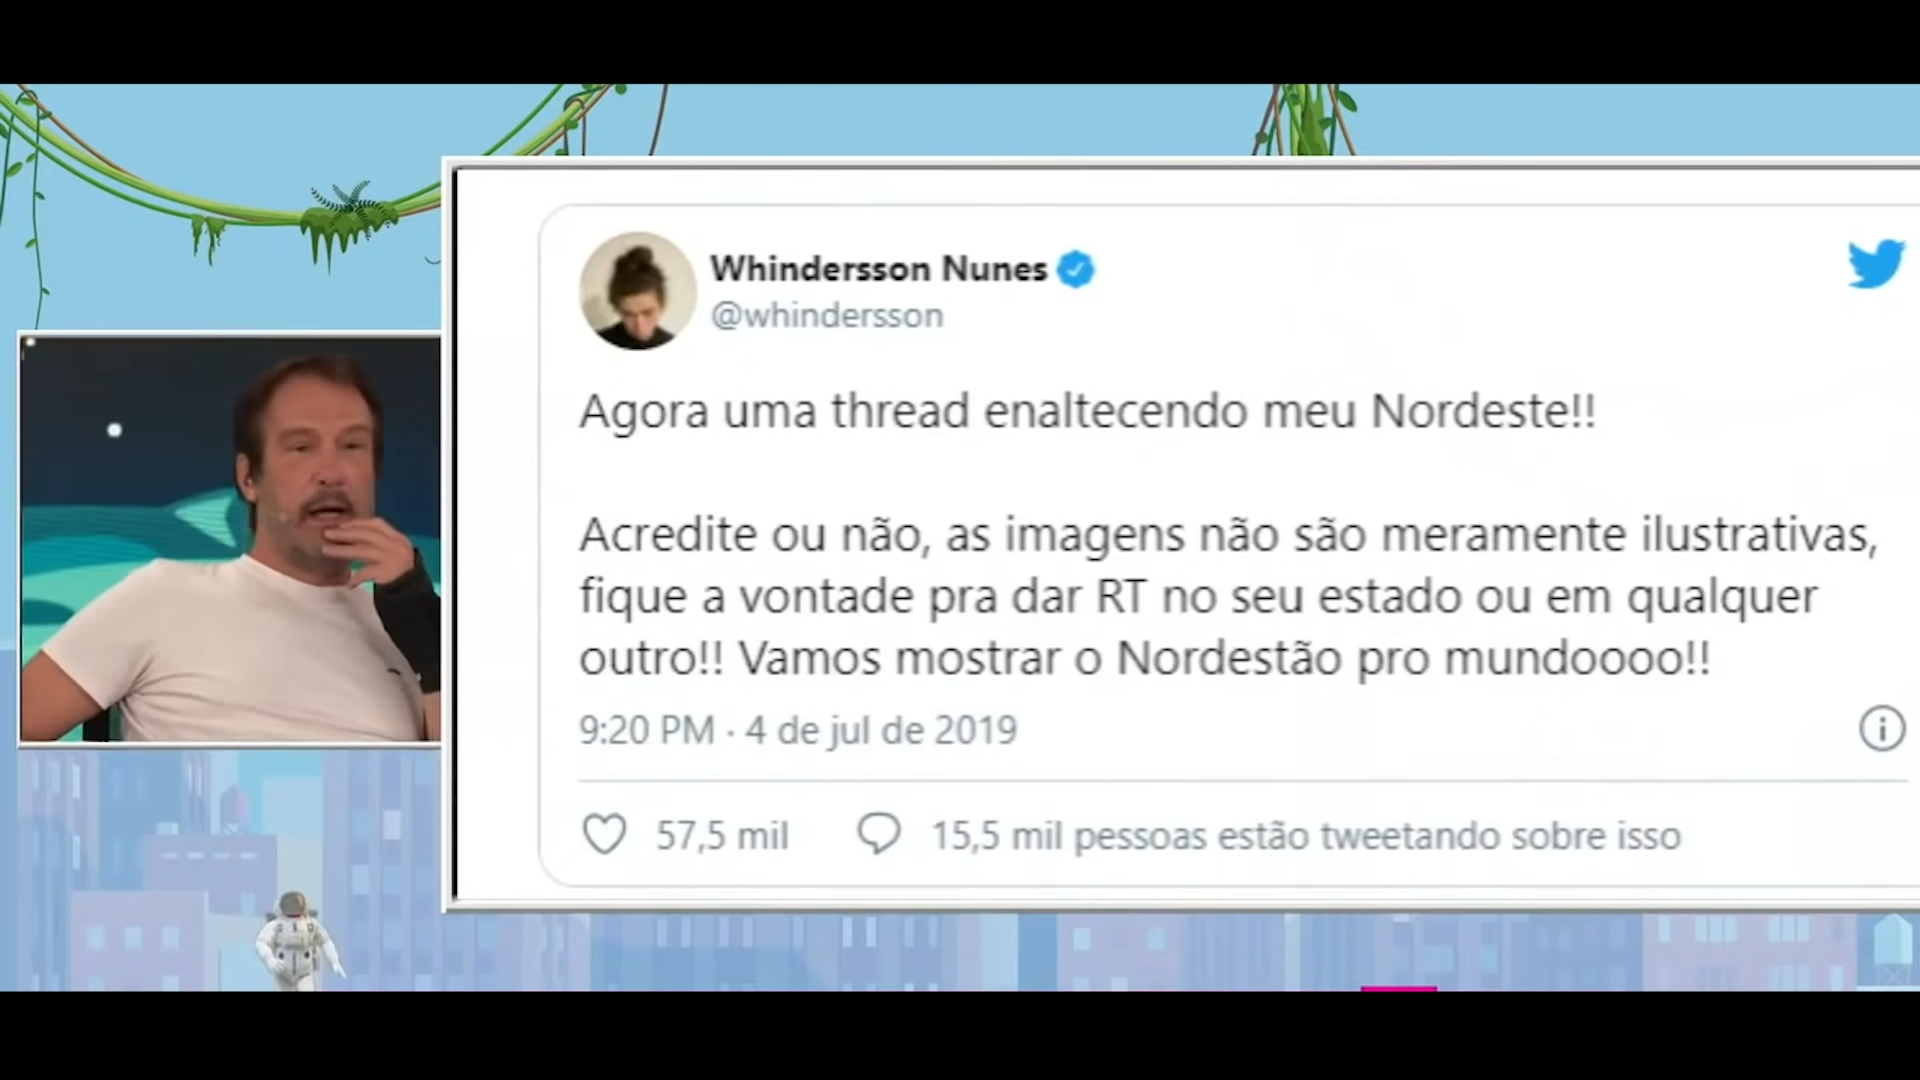 Whindersson Nunes
@whindersson
Agora uma thread enaltecendo meu Nordeste!!
Acredite ou não, as imagens não são meramente ilustrativas,
fique a vontade pra dar RT no seu estado ou em qualquer
outro!! Vamos mostrar o Nordestão pro mundoooo!!
9:20 PM · 4 de jul de 2019
57,5 mil
15,5 mil pessoas estão tweetando sobre isso